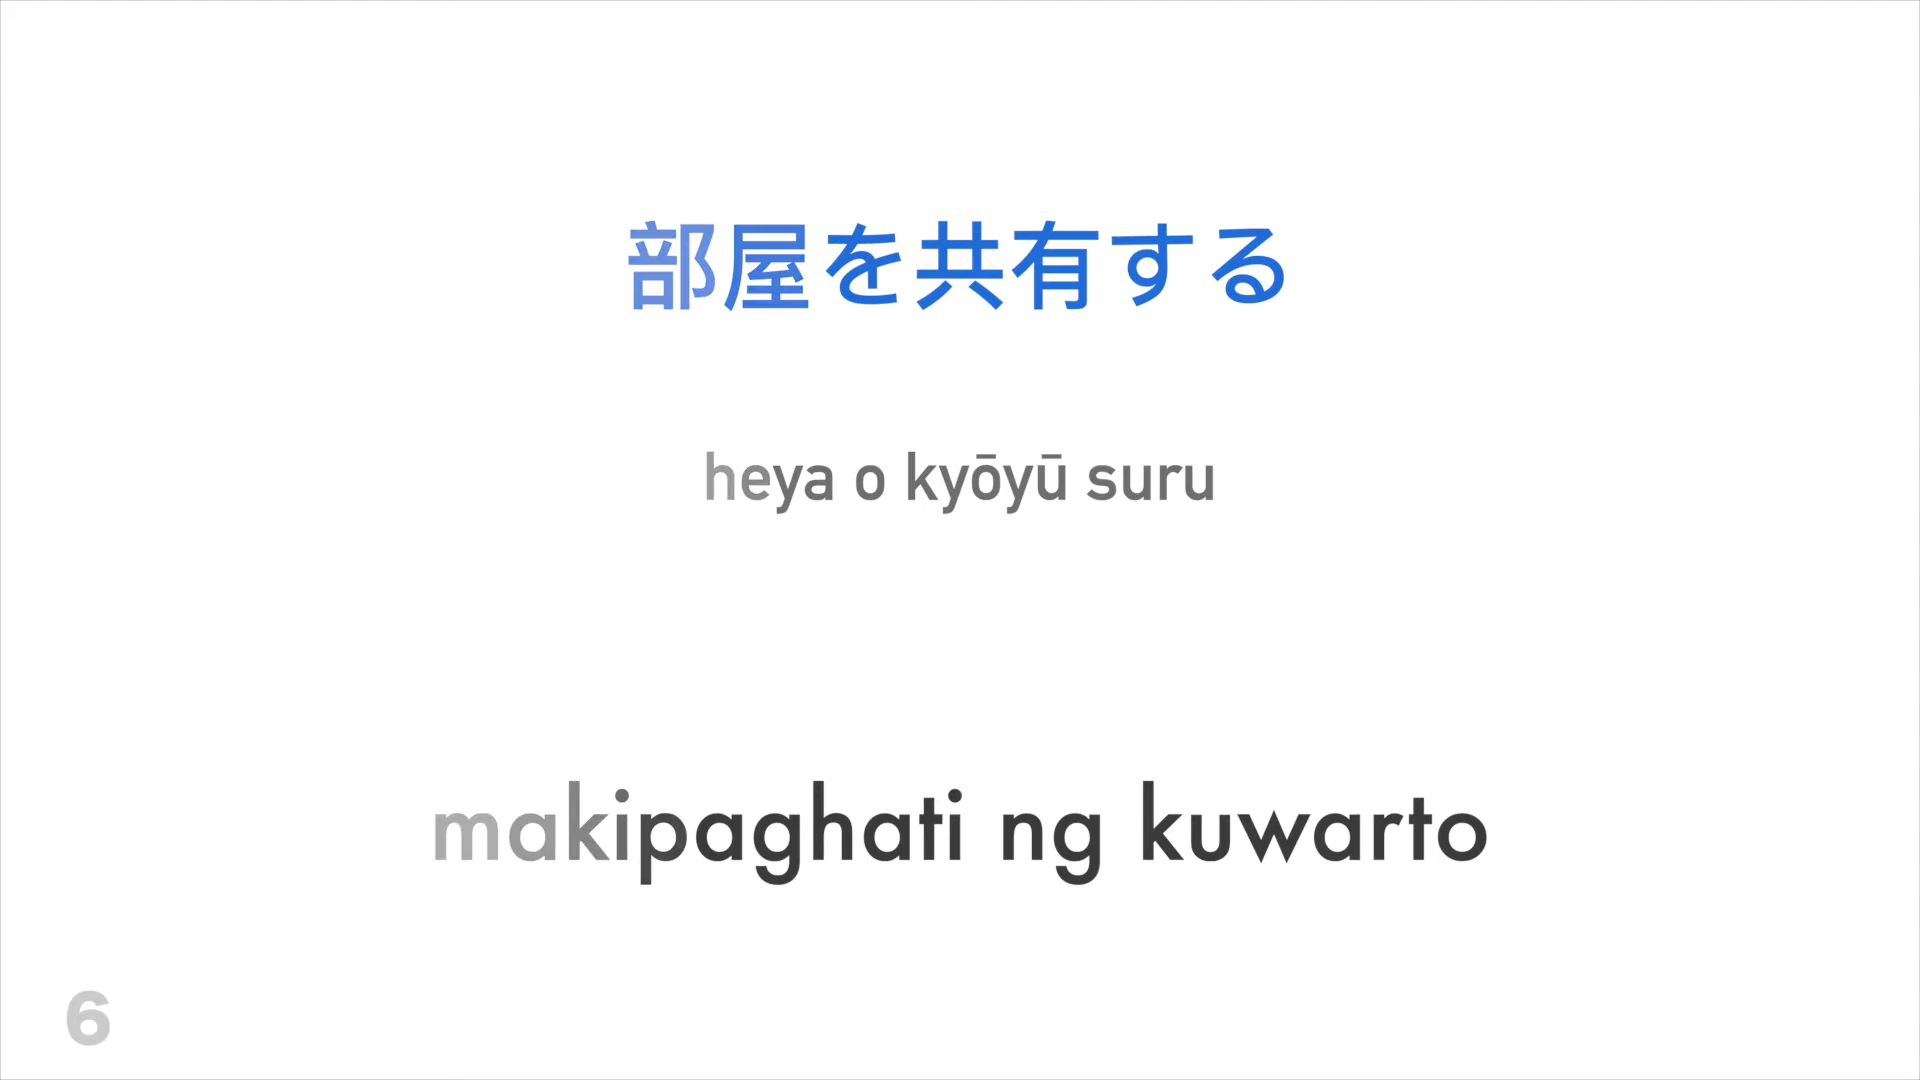 部屋を共有する
heya o kyōyū suru
makipaghati ng kuwarto
6